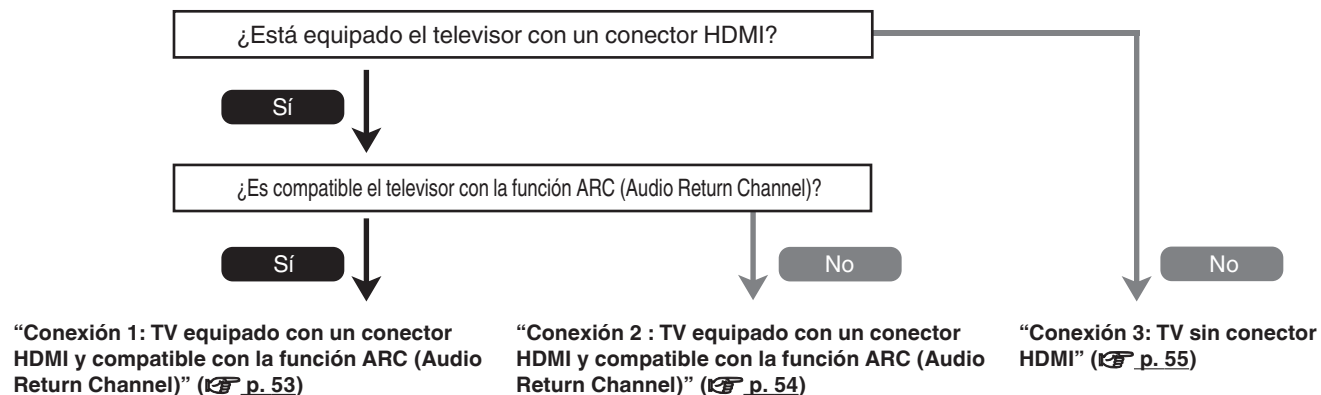 ¿Está equipado el televisor con un conector HDMI?
Sí
¿Es compatible el televisor con la función ARC (Audio Return Channel)?
Sí
No
No
“Conexión 1: TV equipado con un conector
HDMI y compatible con la función ARC (Audio
Return Channel)” (☞ p. 53)
“Conexión 2 : TV equipado con un conector
HDMI y compatible con la función ARC (Audio
Return Channel)” (☞ p. 54)
“Conexión 3: TV sin conector
HDMI” (☞ p. 55)